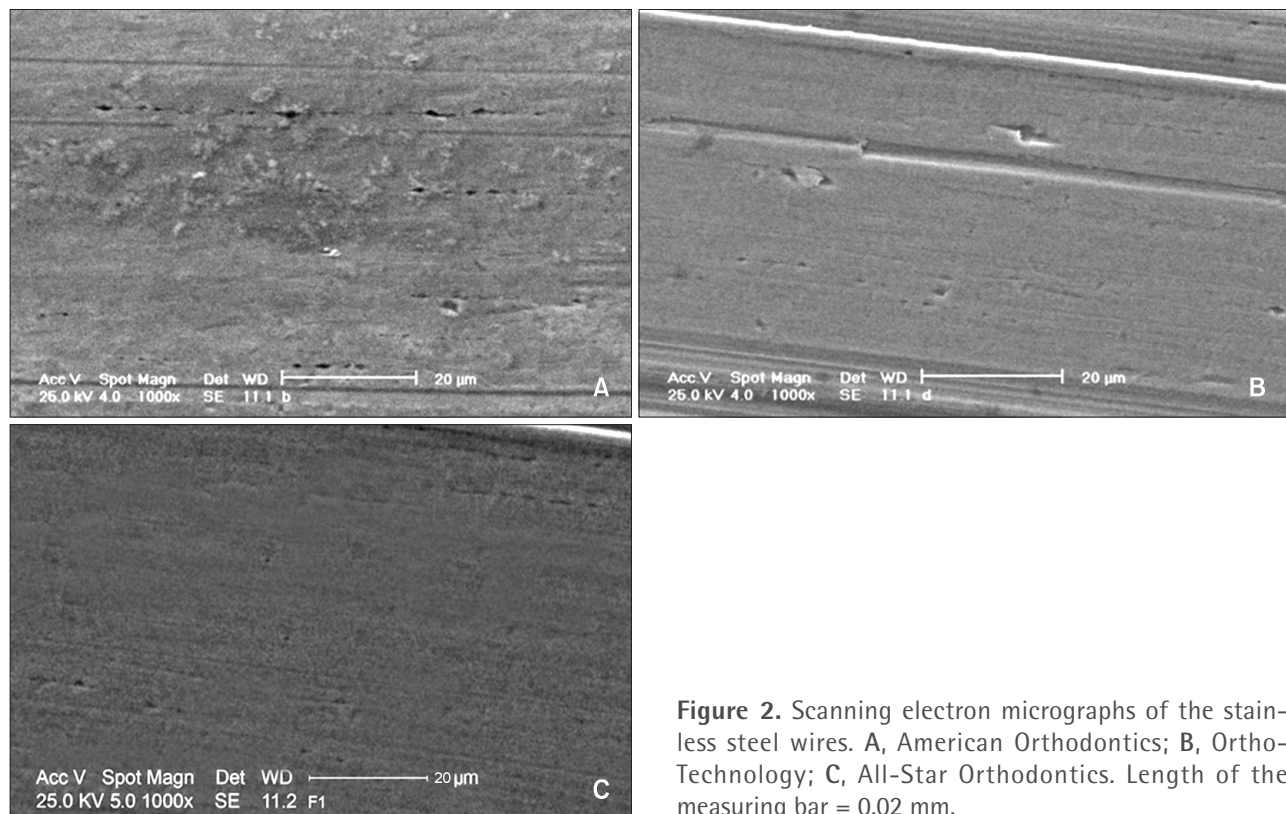 Acc.V Spot Magn Det WD 20 µm
25.0 kV 4.0 1000x SE 11.1 b
A
Acc.V Spot Magn Det WD 20 µm
25.0 kV 4.0 1000x SE 11.1 d
B
Acc V Spot Magn Det WD 20 µm
25.0 KV 5.0 1000x SE 11.2 F1
C
Figure 2. Scanning electron micrographs of the stain-
less steel wires. A, American Orthodontics; B, Ortho-
Technology; C, All-Star Orthodontics. Length of the
measuring bar = 0.02 mm.